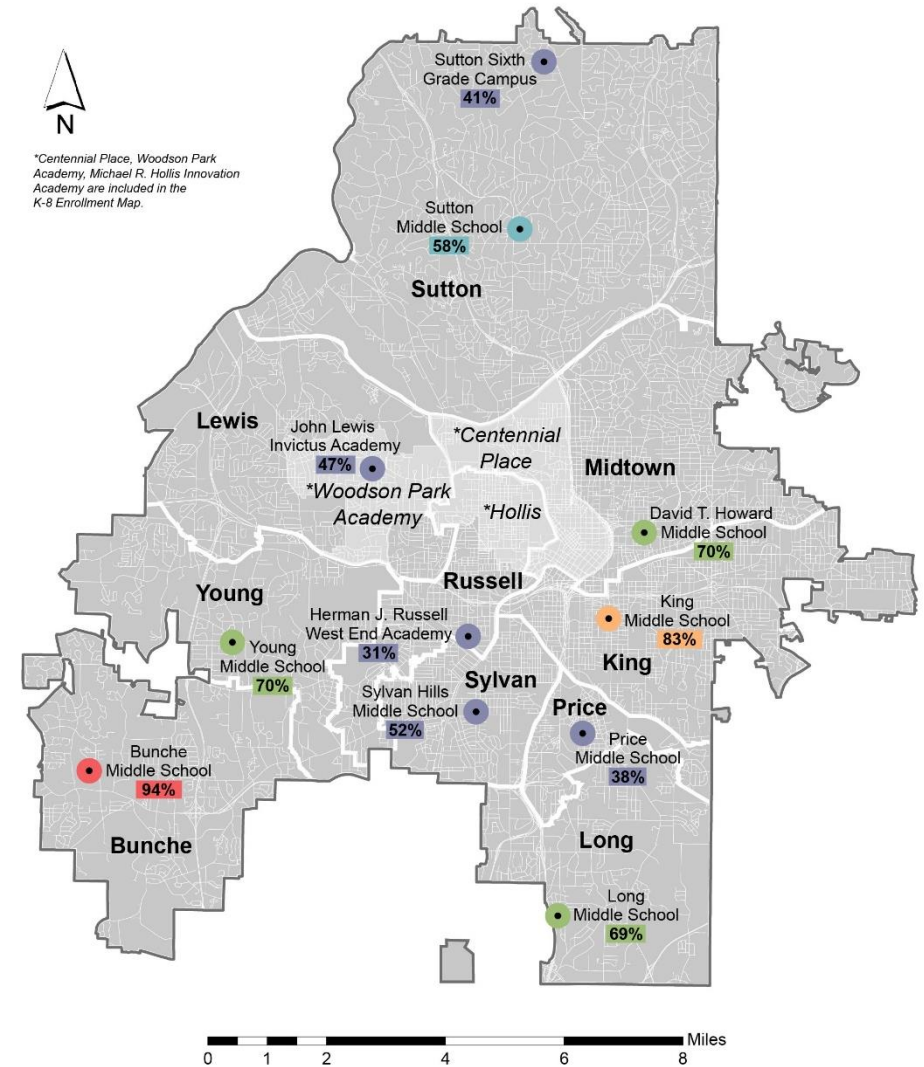 Sutton Sixth
Grade Campus
41%
N
*Centennial Place, Woodson Park
Academy, Michael R. Hollis Innovation
Academy are included in the
K-8 Enrollment Map.
Sutton
Middle School
58%
Sutton
Lewis
John Lewis
Invictus Academy
47%
*Woodson Park
Academy
*Centennial
Place
*Hollis
Midtown
David T. Howard
Middle School
70%
Russell
Young
Young
Middle School
70%
Herman J. Russell
West End Academy
31%
King
Middle School
83%
King
Sylvan
Sylvan Hills
Middle School
52%
Price
Price
Middle School
38%
Bunche
Middle School
94%
Bunche
Long
Long
Middle School
69%
Miles
0 1 2 4 6 8